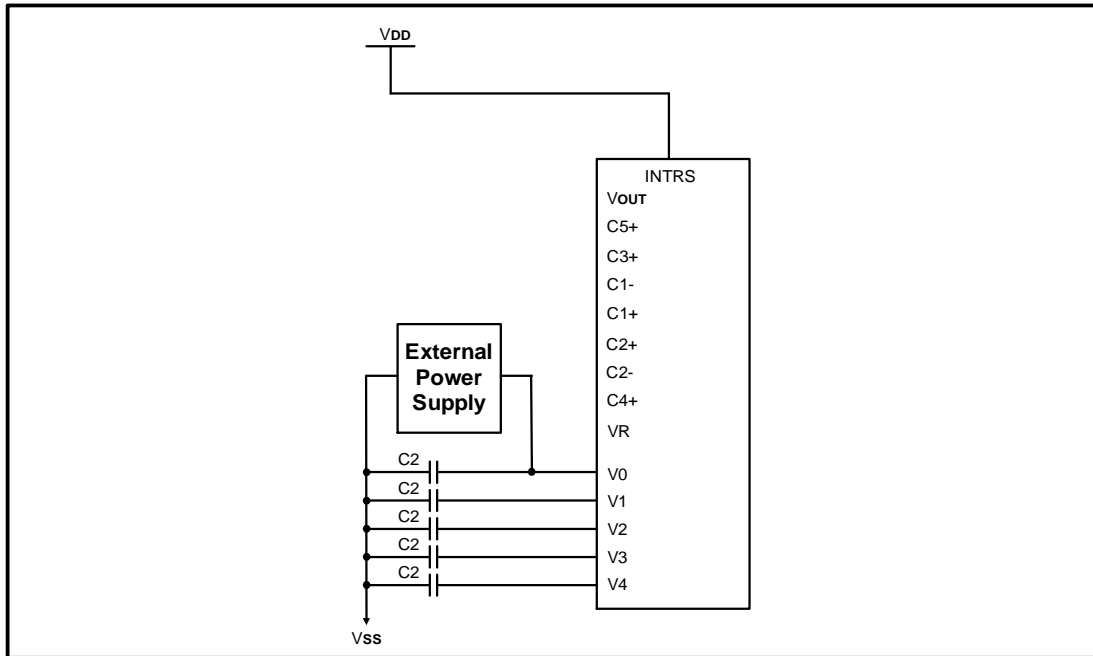 VDD
INTRS
VOUT
C5+
C3+
C1-
C1+
C2+
C2-
C4+
VR
External
Power
Supply
C2
V0
C2
V1
C2
V2
C2
V3
C2
V4
VSS